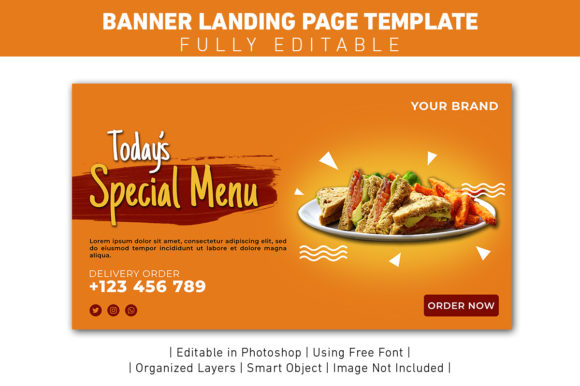 BANNER LANDING PAGE TEMPLATE
FULLY EDITABLE
YOUR BRAND
Today's
Special Menu
Lorem ipsum dolor sit amet, consectetur adipiscing elit, sed do
eiusmod tempor incididunt ut labore et dolore magna
aliqua.
DELIVERY ORDER
+123 456 789
ORDER NOW
| Editable in Photoshop | Using Free Font |
| Organized Layers | Smart Object | Image Not Included |